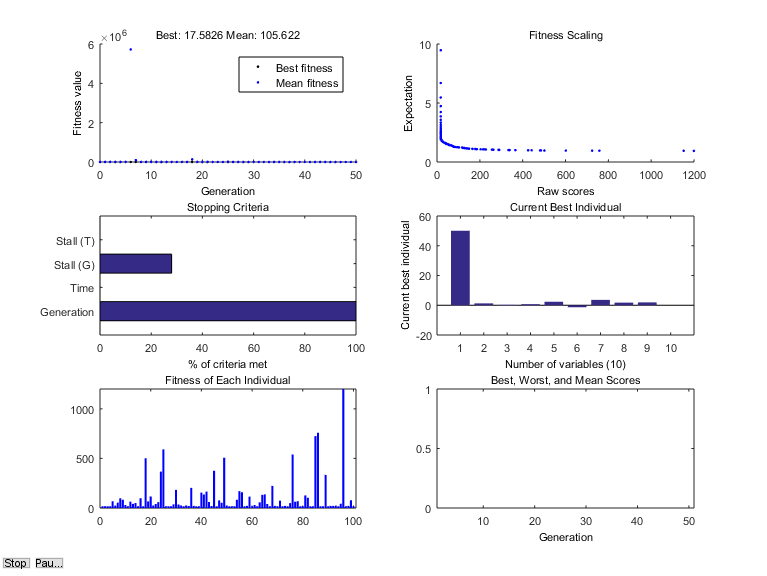 Best: 17.5826 Mean: 105.622
×10^6
6
4
2
0
Fitness value
Best fitness
Mean fitness
0 10 20 30 40 50
Generation
Fitness Scaling
10
5
0
Expectation
0 200 400 600 800 1000 1200
Raw scores
Stopping Criteria
Stall (T)
Stall (G)
Time
Generation
0 20 40 60 80 100
% of criteria met
Current Best Individual
60
40
20
0
-20
Current best individual
1 2 3 4 5 6 7 8 9 10
Number of variables (10)
Fitness of Each Individual
1000
500
0
0 20 40 60 80 100
Best, Worst, and Mean Scores
1
0.5
0
10 20 30 40 50
Generation
Stop Pau...